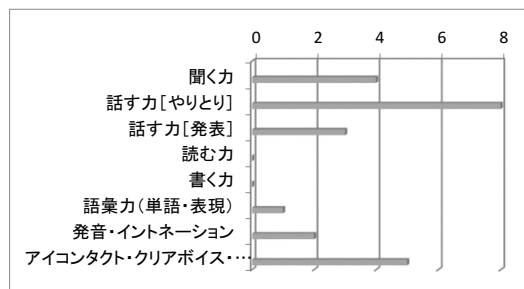 0 2 4 6 8
聞く力
話す力[やりとり]
話す力[発表]
読む力
書く力
語彙力(単語・表現)
発音・イントネーション
アイコンタクト・クリアボイス・…